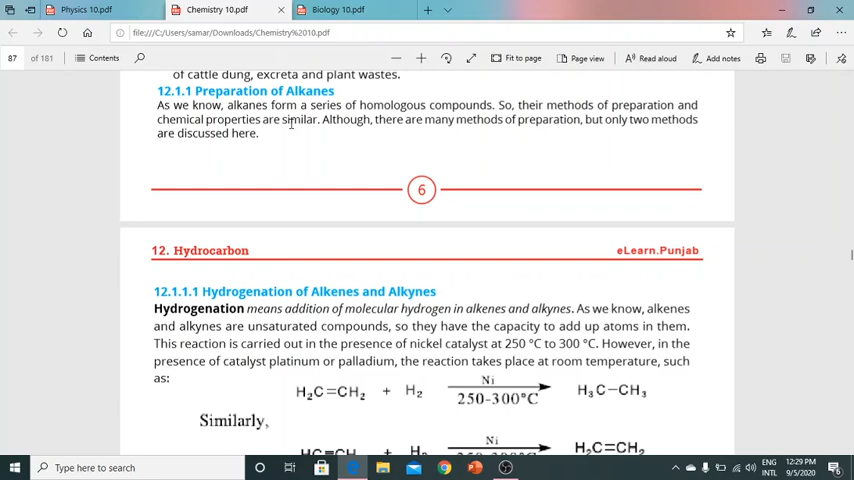 Physics 10.pdf
Chemistry 10.pdf
Biology 10.pdf
file:///C:/Users/samar/Downloads/Chemistry%2010.pdf
87 of 181
Contents
Fit to page
Page view
Read aloud
Add notes
of cattle dung, excreta and plant wastes.
12.1.1 Preparation of Alkanes
As we know, alkanes form a series of homologous compounds. So, their methods of preparation and
chemical properties are similar. Although, there are many methods of preparation, but only two methods
are discussed here.
6
12. Hydrocarbon
eLearn.Punjab
12.1.1.1 Hydrogenation of Alkenes and Alkynes
Hydrogenation means addition of molecular hydrogen in alkenes and alkynes. As we know, alkenes
and alkynes are unsaturated compounds, so they have the capacity to add up atoms in them.
This reaction is carried out in the presence of nickel catalyst at 250 °C to 300 °C. However, in the
presence of catalyst platinum or palladium, the reaction takes place at room temperature, such
as:
H₂C=CH₂ + H₂ Ni 250-300°C H₃C−CH₃
Similarly,
HC≡CH + H₂ Ni 250-300°C H₂C=CH₂
Type here to search
ENG
INTL
12:29 PM
9/5/2020